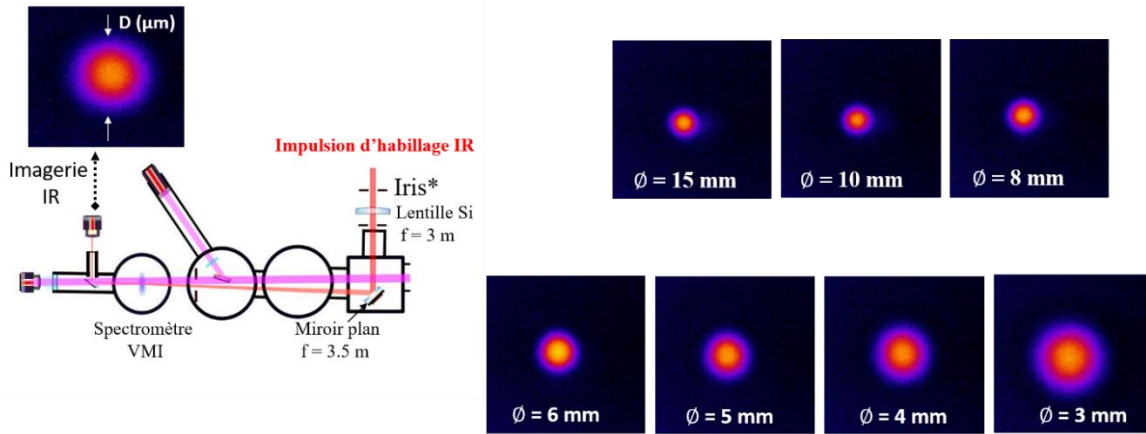 D (µm)
Imagerie
IR
Impulsion d’habillage IR
Iris*
Lentille Si
f = 3 m
Spectromètre
VMI
Miroir plan
f = 3.5 m
Ø = 15 mm
Ø = 10 mm
Ø = 8 mm
Ø = 6 mm
Ø = 5 mm
Ø = 4 mm
Ø = 3 mm